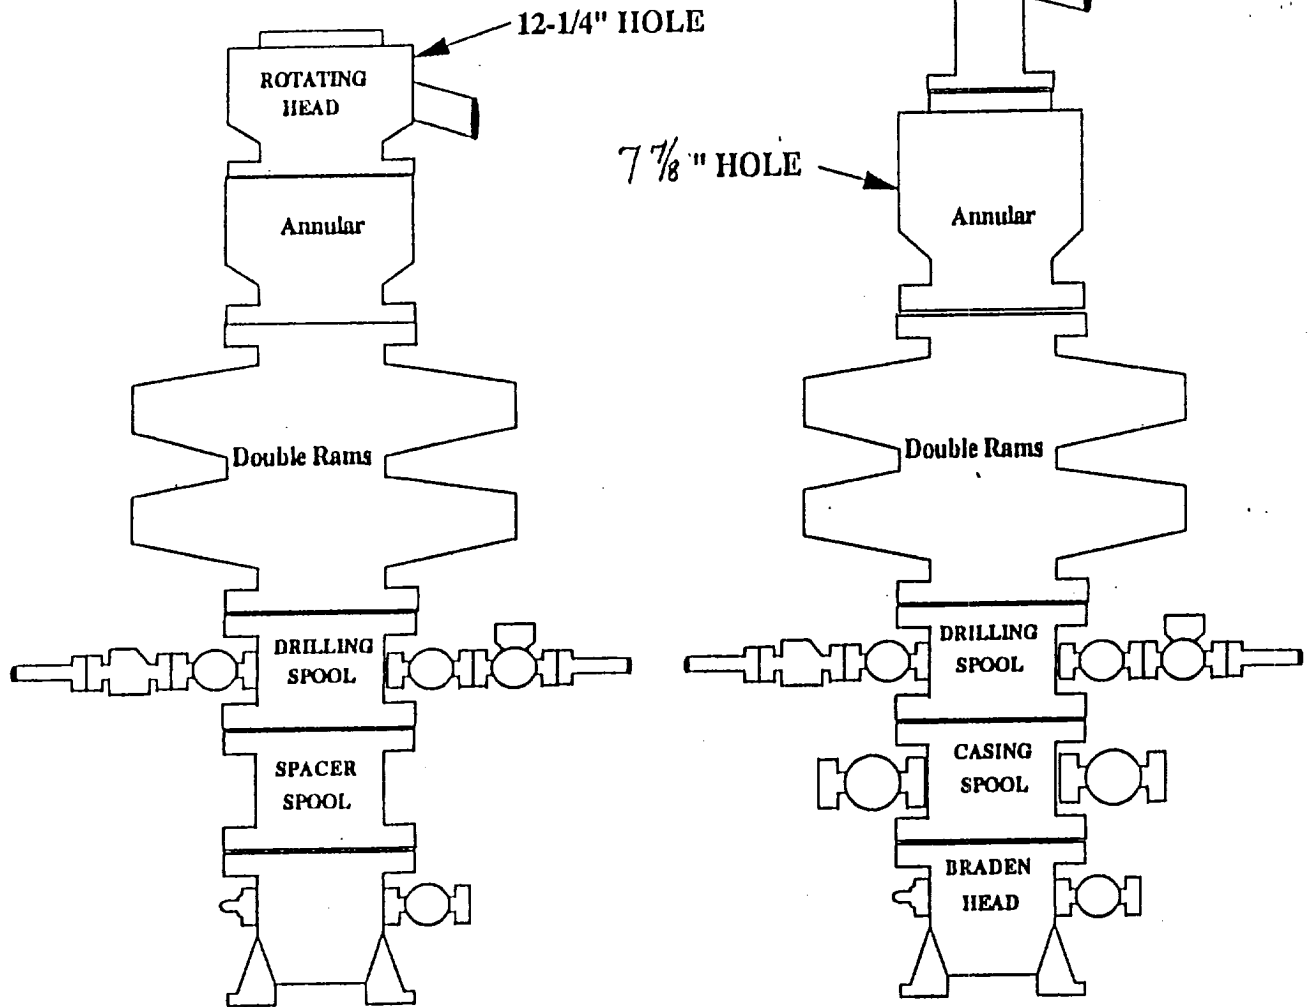 12-1/4" HOLE
ROTATING
HEAD
Annular
Double Rams
DRILLING
SPOOL
SPACER
SPOOL
7 7/8" HOLE
Annular
Double Rams
DRILLING
SPOOL
CASING
SPOOL
BRADEN
HEAD